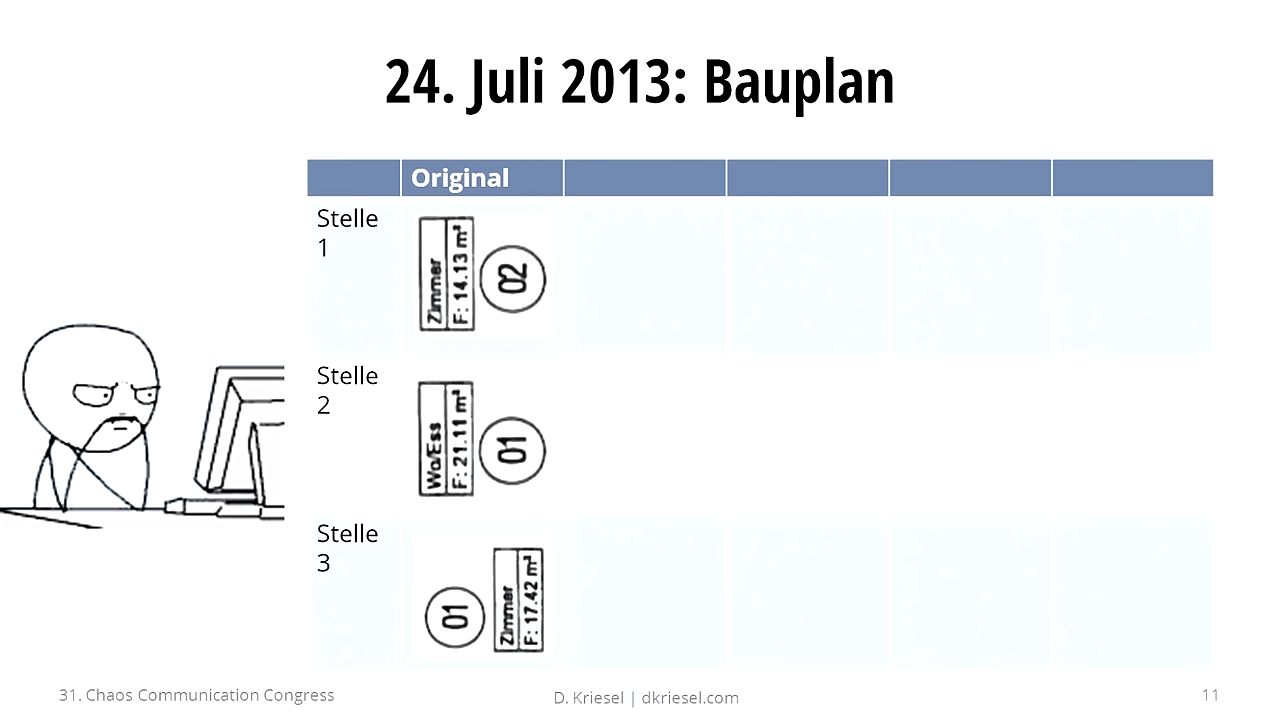 24. Juli 2013: Bauplan
Original
Stelle
1
Zimmer
F: 14.13 m²
02
Stelle
2
Wo/Ess
F: 21.11 m²
01
Stelle
3
01
Zimmer
F: 17.42 m²
31. Chaos Communication Congress
D. Kriesel | dkriesel.com
11